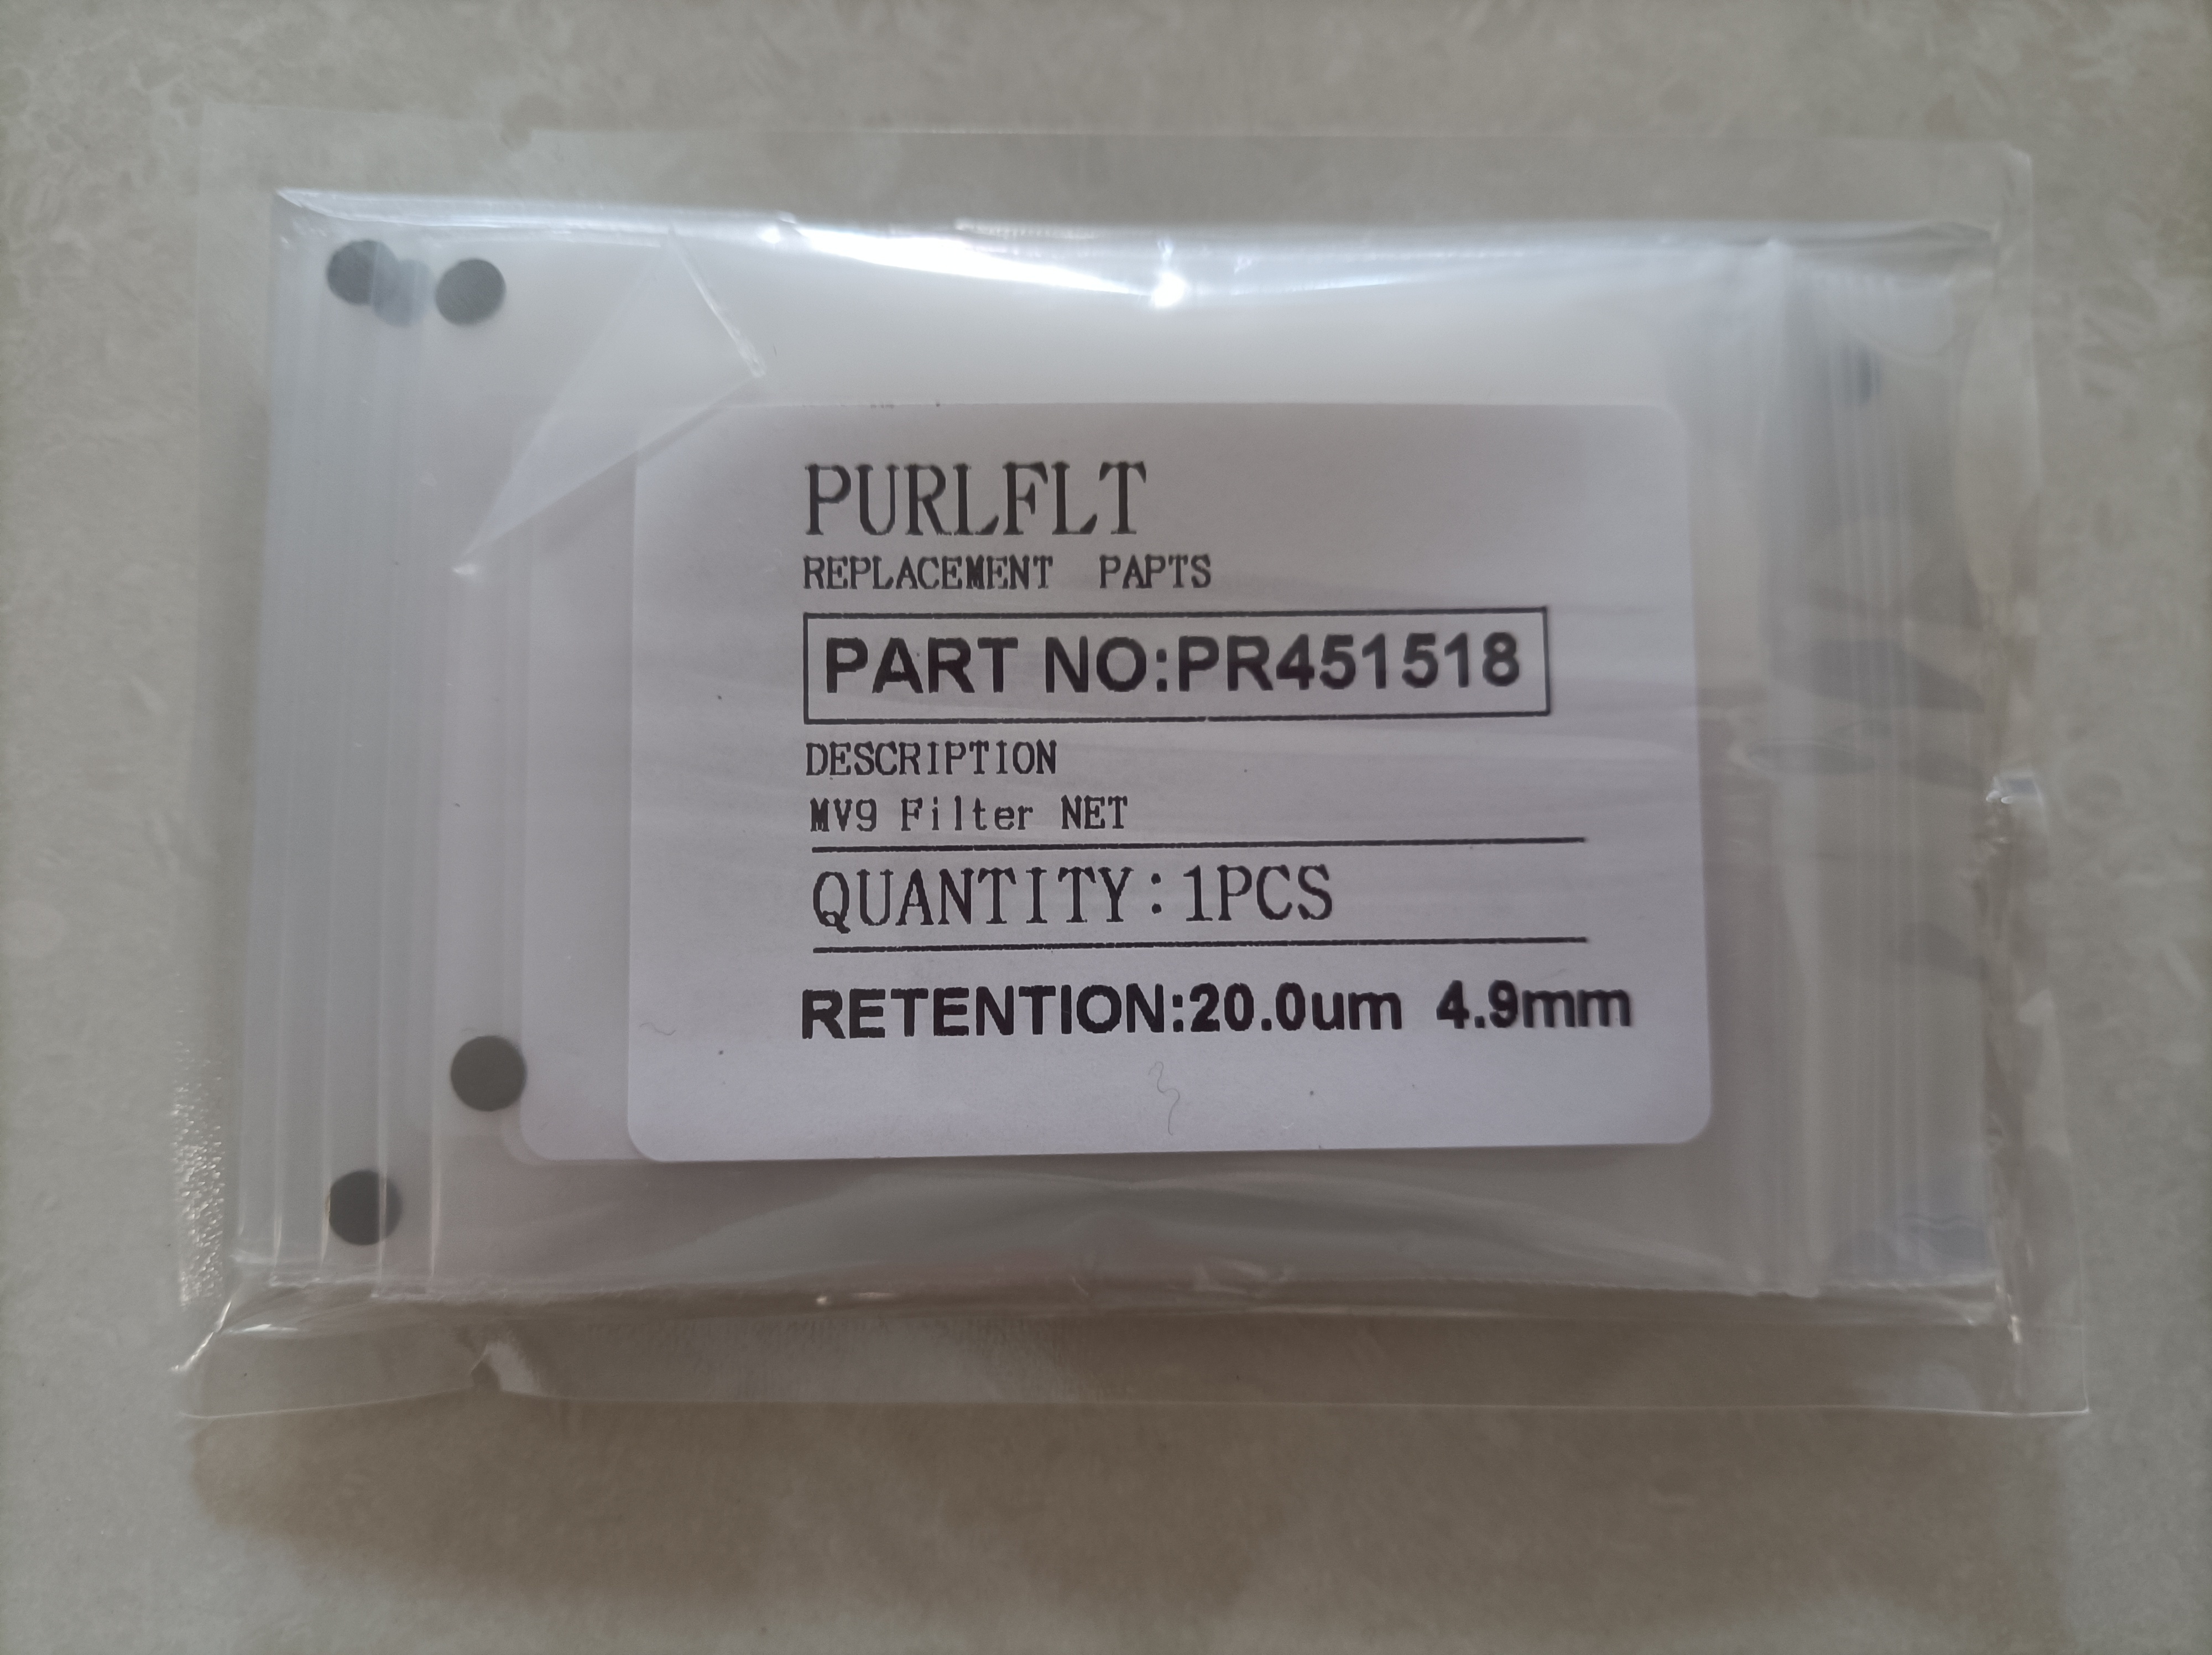 PURLFLT
REPLACEMENT PAPTS
PART NO:PR451518
DESCRIPTION
MV9 Filter NET
QUANTITY:1PCS
RETENTION:20.0um 4.9mm